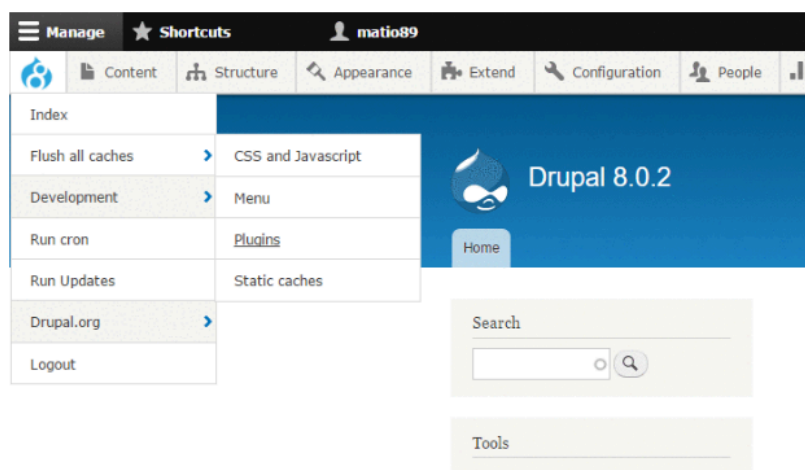 Manage Shortcuts matio89
Content Structure Appearance Extend Configuration People
Index
Flush all caches CSS and Javascript
Development Menu
Run cron Plugins
Run Updates Static caches
Drupal.org
Logout
Drupal 8.0.2
Home
Search
Tools